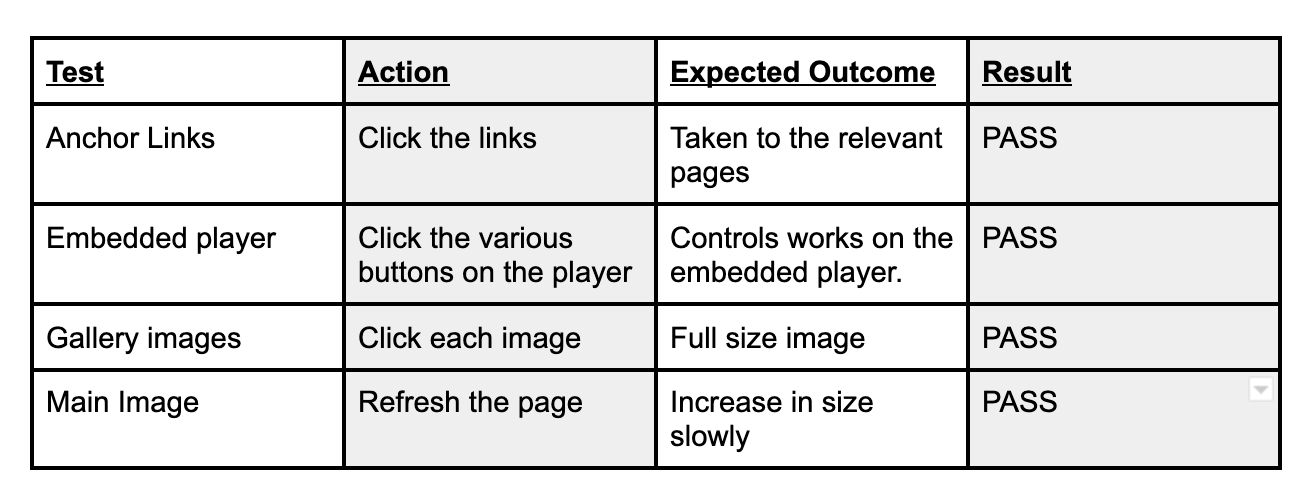 Test Action Expected Outcome Result
Anchor Links Click the links Taken to the relevant PASS
pages
Embedded player Click the various Controls works on the PASS
buttons on the player embedded player.
Gallery images Click each image Full size image PASS
Main Image Refresh the page Increase in size PASS
slowly